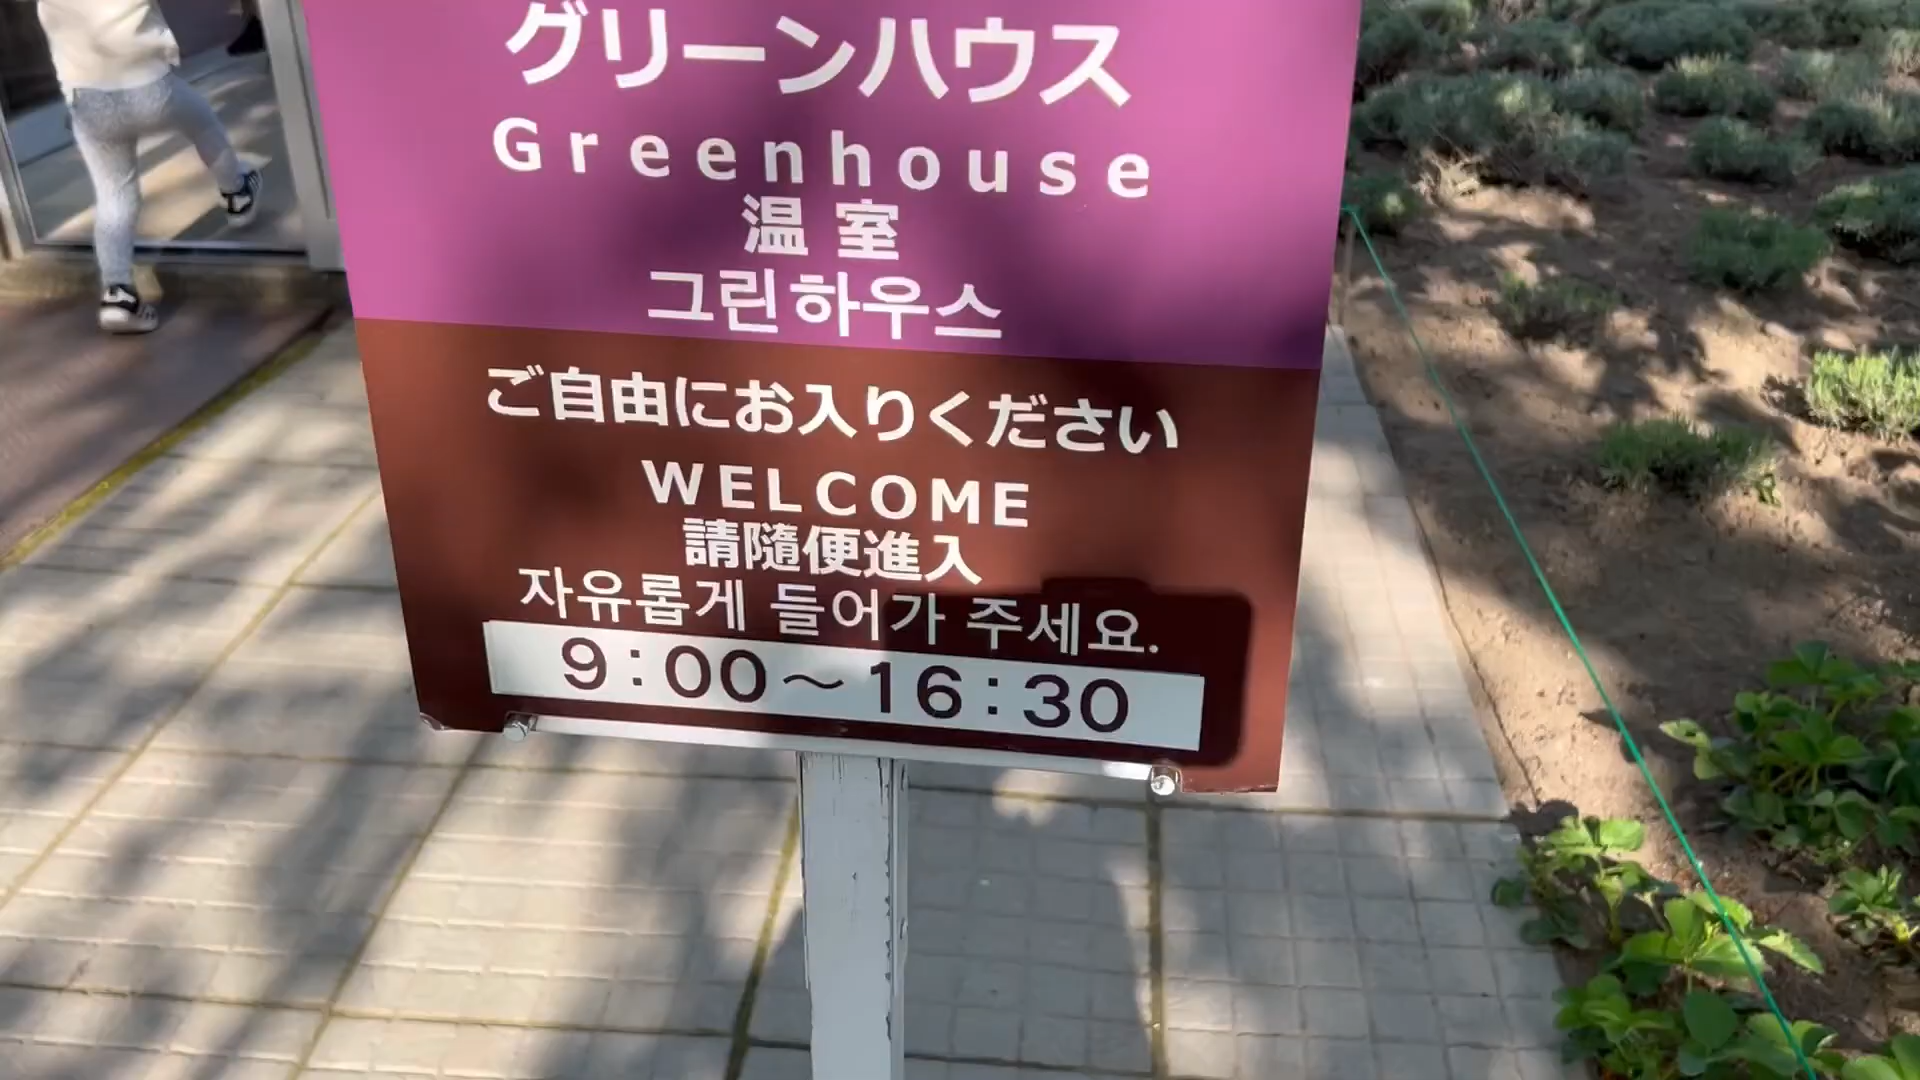 グリーンハウス
Greenhouse
温室
그린하우스
ご自由にお入りください
WELCOME
請隨便進入
자유롭게 들어가 주세요.
9:00～16:30